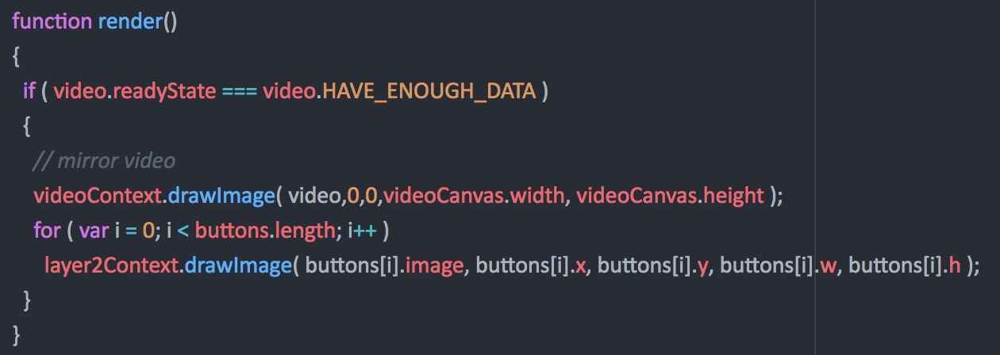 function render()
{
if ( video.readyState === video.HAVE_ENOUGH_DATA )
{
// mirror video
videoContext.drawImage( video,0,0,videoCanvas.width, videoCanvas.height );
for ( var i = 0; i < buttons.length; i++ )
layer2Context.drawImage( buttons[i].image, buttons[i].x, buttons[i].y, buttons[i].w, buttons[i].h );
}
}